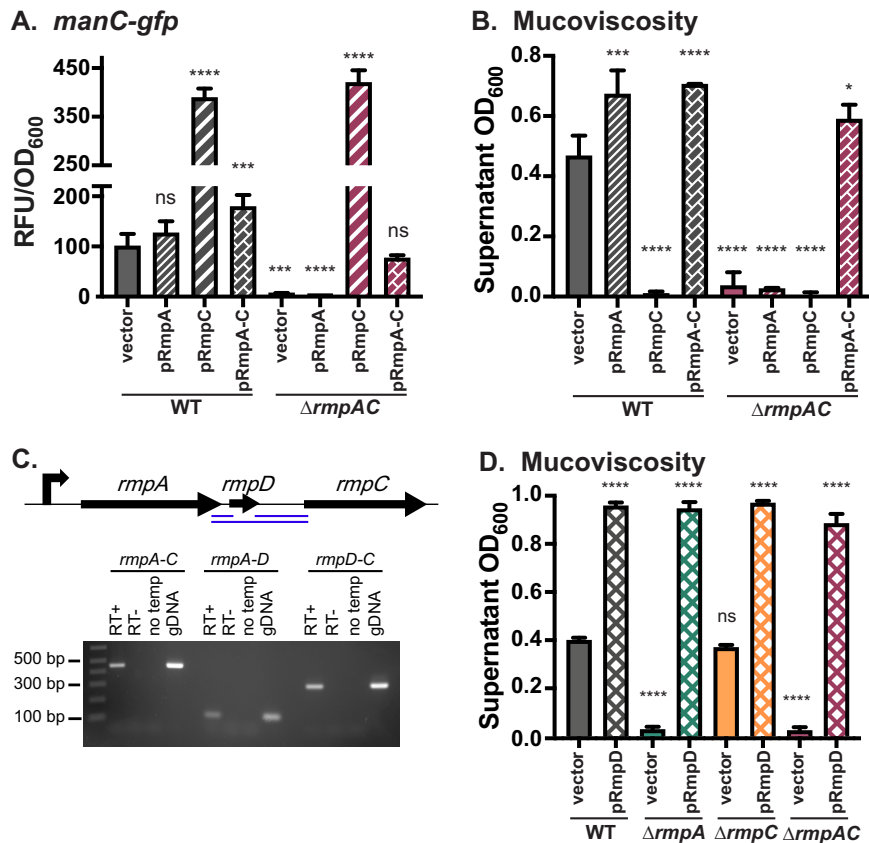 A. manC-gfp
RFU/OD600
450
350
250
200
100
0
ns
****
***
***
****
****
ns
vector
pRmpA
pRmpC
pRmpA-C
vector
pRmpA
pRmpC
pRmpA-C
WT
ΔrmpAC
B. Mucoviscosity
Supernatant OD600
0.8
0.6
0.4
0.2
0.0
***
****
****
****
****
****
*
vector
pRmpA
pRmpC
pRmpA-C
vector
pRmpA
pRmpC
pRmpA-C
WT
ΔrmpAC
C.
rmpA
rmpD
rmpC
rmpA-C
rmpA-D
rmpD-C
RT+
RT-
no temp
gDNA
RT+
RT-
no temp
gDNA
RT+
RT-
no temp
gDNA
500 bp
300 bp
100 bp
D. Mucoviscosity
Supernatant OD600
1.0
0.8
0.6
0.4
0.2
0.0
****
****
****
ns
****
****
****
vector
pRmpD
vector
pRmpD
vector
pRmpD
vector
pRmpD
WT
ΔrmpA
ΔrmpC
ΔrmpAC